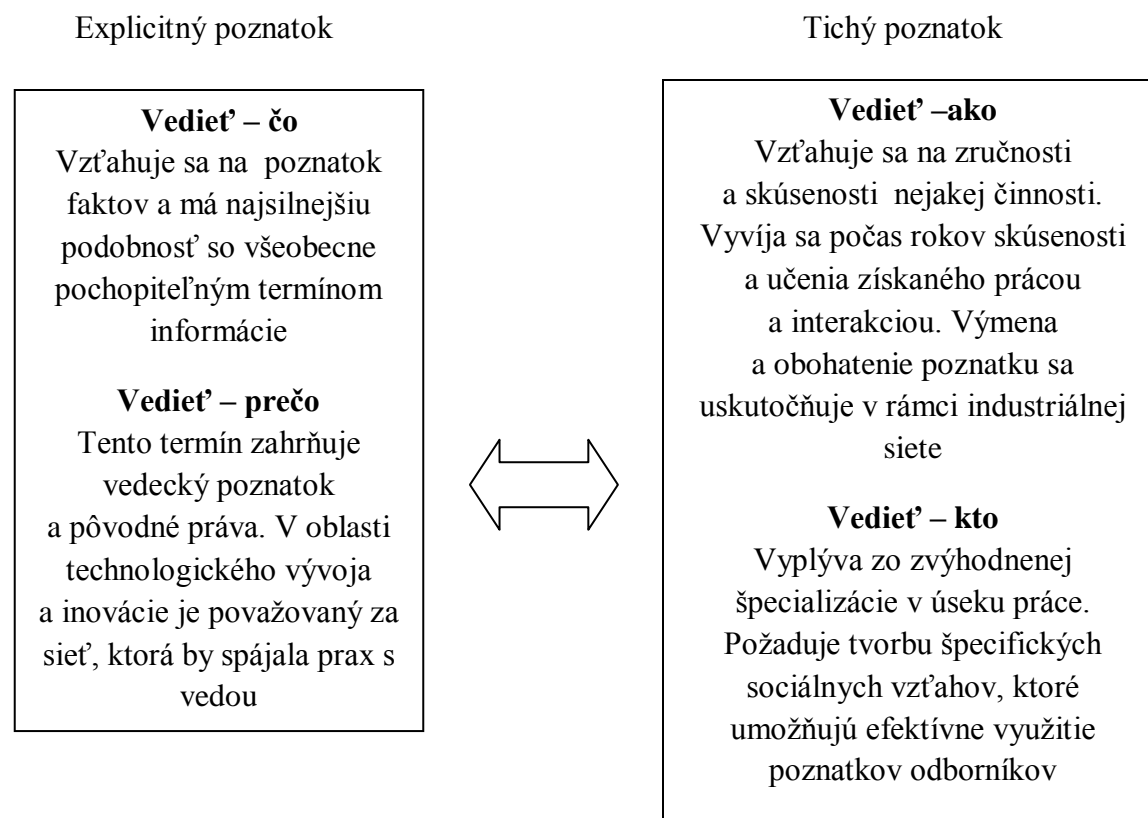 Explicitný poznatok
Vedieť – čo
Vzťahuje sa na  poznatok
faktov a má najsilnejšiu
podobnosť so všeobecne
pochopiteľným termínom
informácie
Vedieť – prečo
Tento termín zahrňuje
vedecký poznatok
a pôvodné práva. V oblasti
technologického vývoja
a inovácie je považovaný za
sieť, ktorá by spájala prax s
vedou
Tichý poznatok
Vedieť –ako
Vzťahuje sa na zručnosti
a skúsenosti  nejakej činnosti.
Vyvíja sa počas rokov skúsenosti
a učenia získaného prácou
a interakciou. Výmena
a obohatenie poznatku sa
uskutočňuje v rámci industriálnej
siete
Vedieť – kto
Vyplýva zo zvýhodnenej
špecializácie v úseku práce.
Požaduje tvorbu špecifických
sociálnych vzťahov, ktoré
umožňujú efektívne využitie
poznatkov odborníkov